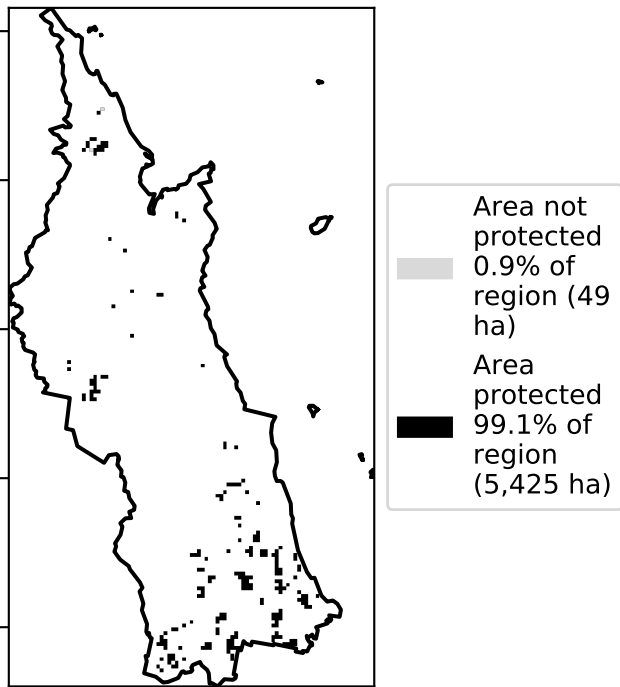 Area not
protected
0.9% of
region (49
ha)
Area
protected
99.1% of
region
(5,425 ha)